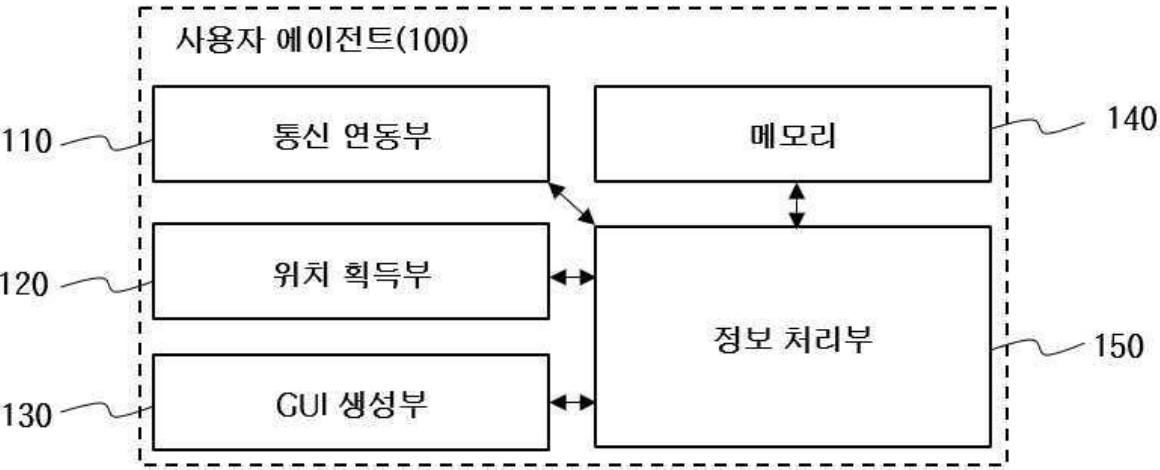 사용자 에이전트(100)
110
통신 연동부
메모리
140
120
위치 획득부
정보 처리부
150
130
GUI 생성부